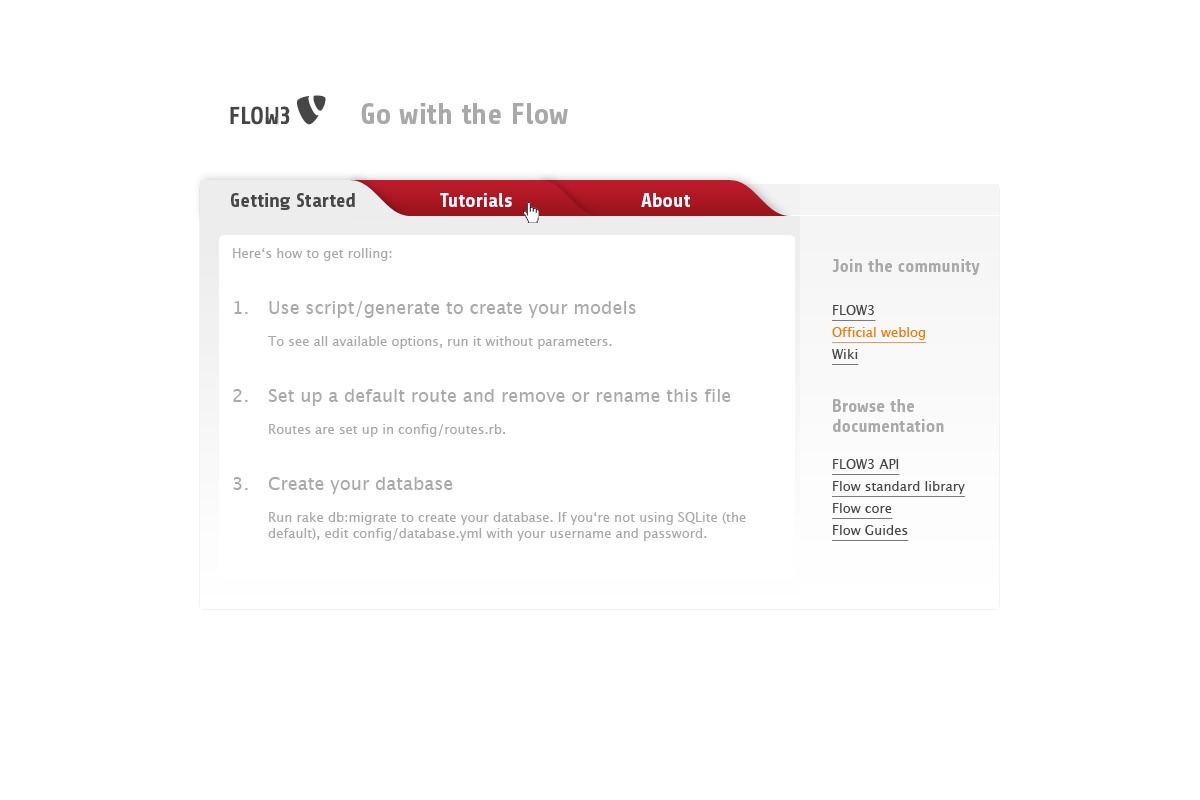 FLOW3
Go with the Flow
Getting Started
Tutorials
About
Here‘s how to get rolling:
1. Use script/generate to create your models
To see all available options, run it without parameters.
2. Set up a default route and remove or rename this file
Routes are set up in config/routes.rb.
3. Create your database
Run rake db:migrate to create your database. If you‘re not using SQLite (the
default), edit config/database.yml with your username and password.
Join the community
FLOW3
Official weblog
Wiki
Browse the
documentation
FLOW3 API
Flow standard library
Flow core
Flow Guides